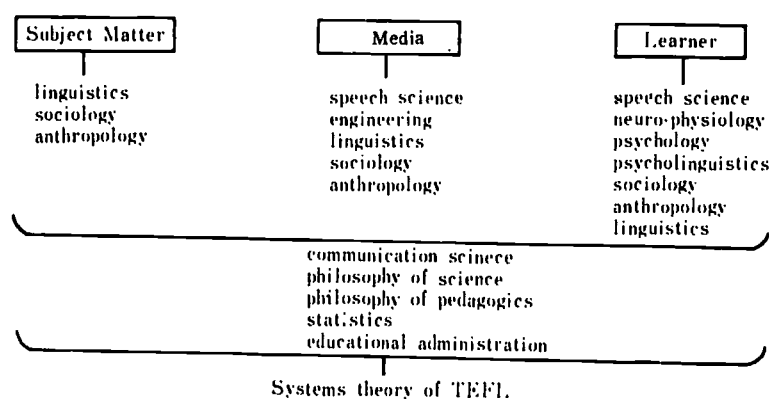 Subject Matter
linguistics
sociology
anthropology
Media
speech science
engineering
linguistics
sociology
anthropology
Learner
speech science
neuro-physiology
psychology
psycholinguistics
sociology
anthropology
linguistics
communication scinece
philosophy of science
philosophy of pedagogics
statistics
educational administration
Systems theory of TEFL